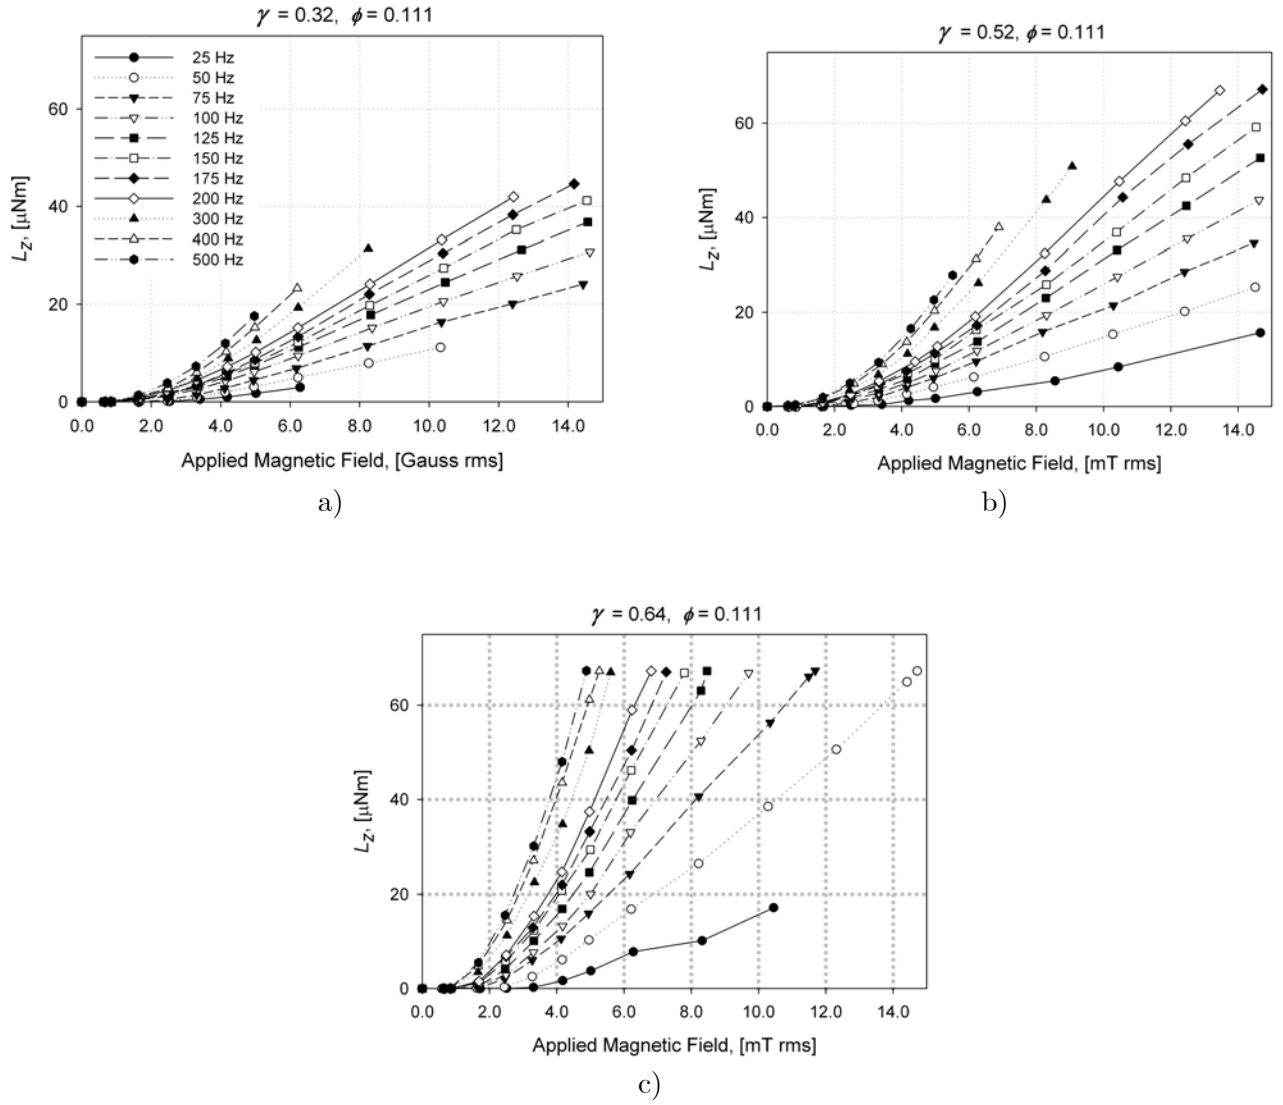 γ = 0.32, ϕ = 0.111
25 Hz
50 Hz
75 Hz
100 Hz
125 Hz
150 Hz
175 Hz
200 Hz
300 Hz
400 Hz
500 Hz
60
40
20
0
L_Z, [μNm]
0.0 2.0 4.0 6.0 8.0 10.0 12.0 14.0
Applied Magnetic Field, [Gauss rms]
a)
γ = 0.52, ϕ = 0.111
60
40
20
0
L_Z, [μNm]
0.0 2.0 4.0 6.0 8.0 10.0 12.0 14.0
Applied Magnetic Field, [mT rms]
b)
γ = 0.64, ϕ = 0.111
60
40
20
0
L_Z, [μNm]
0.0 2.0 4.0 6.0 8.0 10.0 12.0 14.0
Applied Magnetic Field, [mT rms]
c)